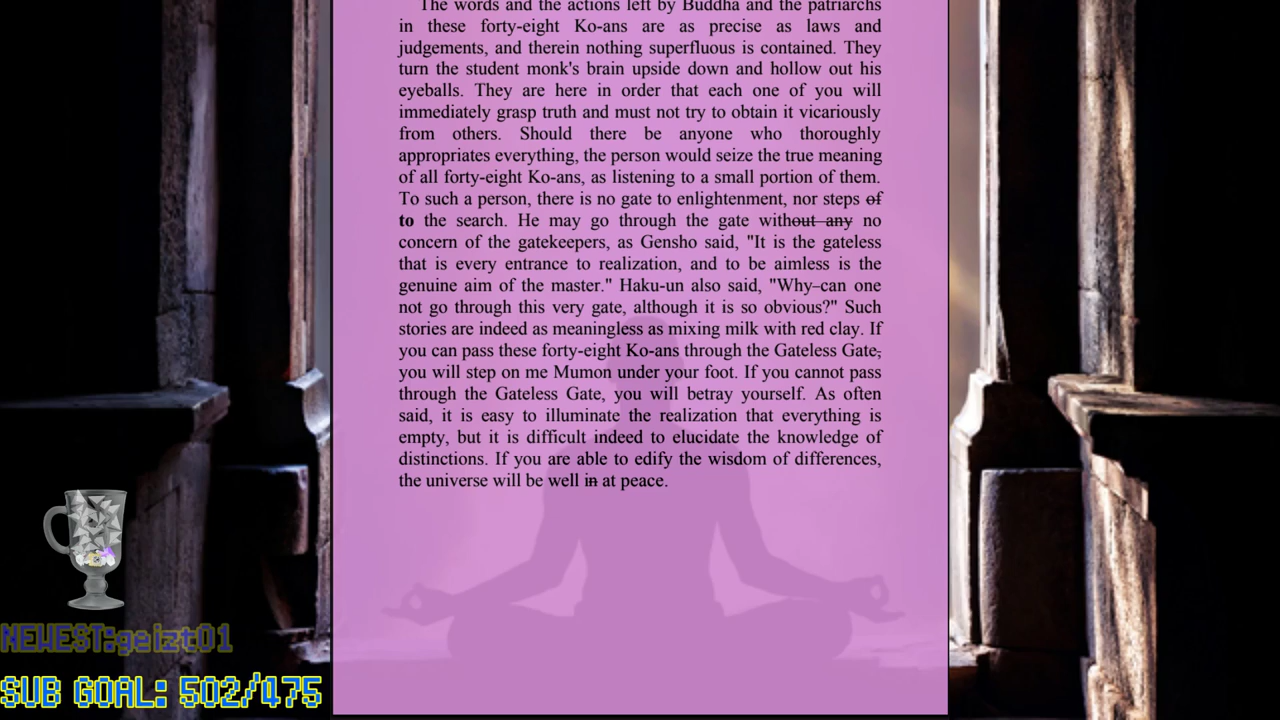 The words and the actions left by Buddha and the patriarchs
in these forty-eight Ko-ans are as precise as laws and
judgements, and therein nothing superfluous is contained. They
turn the student monk's brain upside down and hollow out his
eyeballs. They are here in order that each one of you will
immediately grasp truth and must not try to obtain it vicariously
from others. Should there be anyone who thoroughly
appropriates everything, the person would seize the true meaning
of all forty-eight Ko-ans, as listening to a small portion of them.
To such a person, there is no gate to enlightenment, nor steps of
to the search. He may go through the gate without any no
concern of the gatekeepers, as Gensho said, "It is the gateless
that is every entrance to realization, and to be aimless is the
genuine aim of the master." Haku-un also said, "Why can one
not go through this very gate, although it is so obvious?" Such
stories are indeed as meaningless as mixing milk with red clay. If
you can pass these forty-eight Ko-ans through the Gateless Gate,
you will step on me Mumon under your foot. If you cannot pass
through the Gateless Gate, you will betray yourself. As often
said, it is easy to illuminate the realization that everything is
empty, but it is difficult indeed to elucidate the knowledge of
distinctions. If you are able to edify the wisdom of differences,
the universe will be well in at peace.
NEWEST:geizt01
SUB GOAL: 502/475